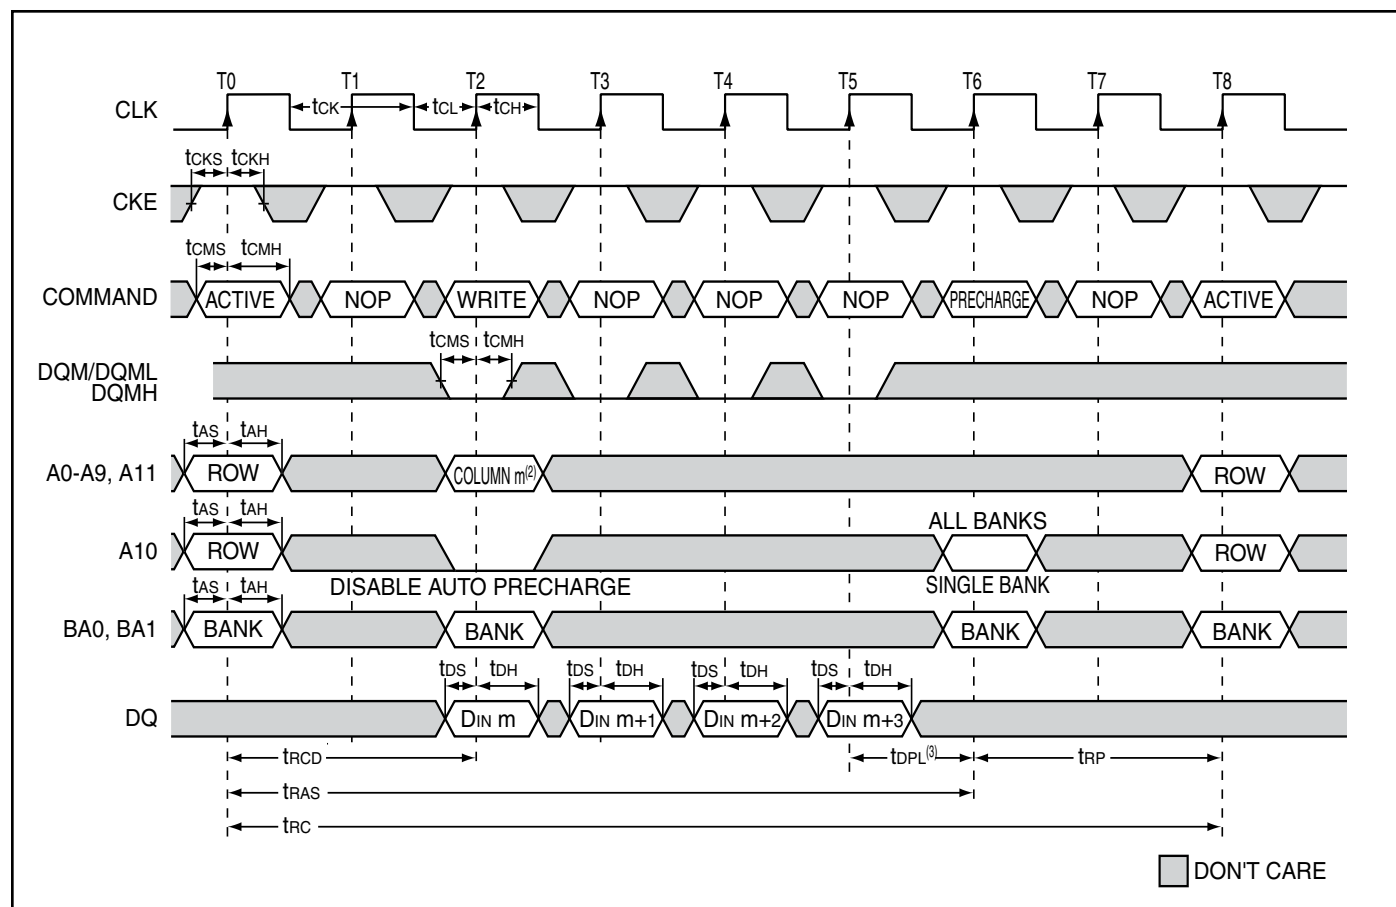 T0 T1 T2 T3 T4 T5 T6 T7 T8
CLK tCK tCL tCH
tCKS tCKH
CKE
tCMS tCMH
COMMAND ACTIVE NOP WRITE NOP NOP NOP PRECHARGE NOP ACTIVE
tCMS tCMH
DQM/DQML
DQMH
tAS tAH
A0-A9, A11 ROW COLUMN m(2) ROW
tAS tAH ALL BANKS
A10 ROW ROW
DISABLE AUTO PRECHARGE SINGLE BANK
tAS tAH
BA0, BA1 BANK BANK BANK BANK
tDS tDH tDS tDH tDS tDH tDS tDH
DQ DIN m DIN m+1 DIN m+2 DIN m+3
tRCD tDPL(3) tRP
tRAS
tRC
DON'T CARE